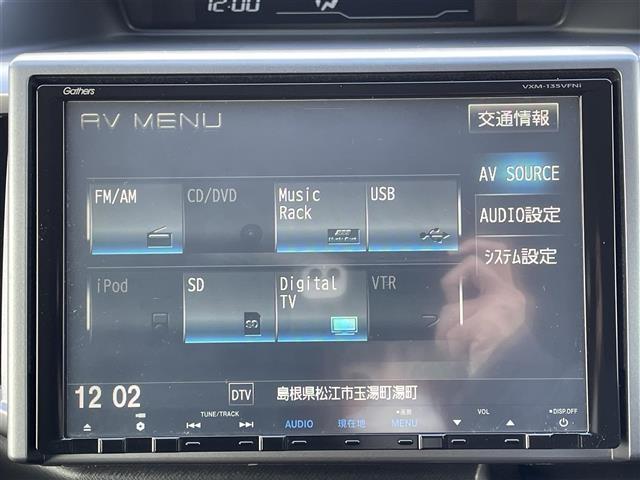 12:00
Gathers
VXM-135VFNi
AV MENU
交通情報
FM/AM
CD/DVD
Music Rack
USB
AV SOURCE
AUDIO設定
システム設定
iPod
SD
Digital TV
VTR
12 02
DTV
島根県松江市玉湯町湯町
TUNE/TRACK
AUDIO
現在地
MENU
VOL
DISP.OFF